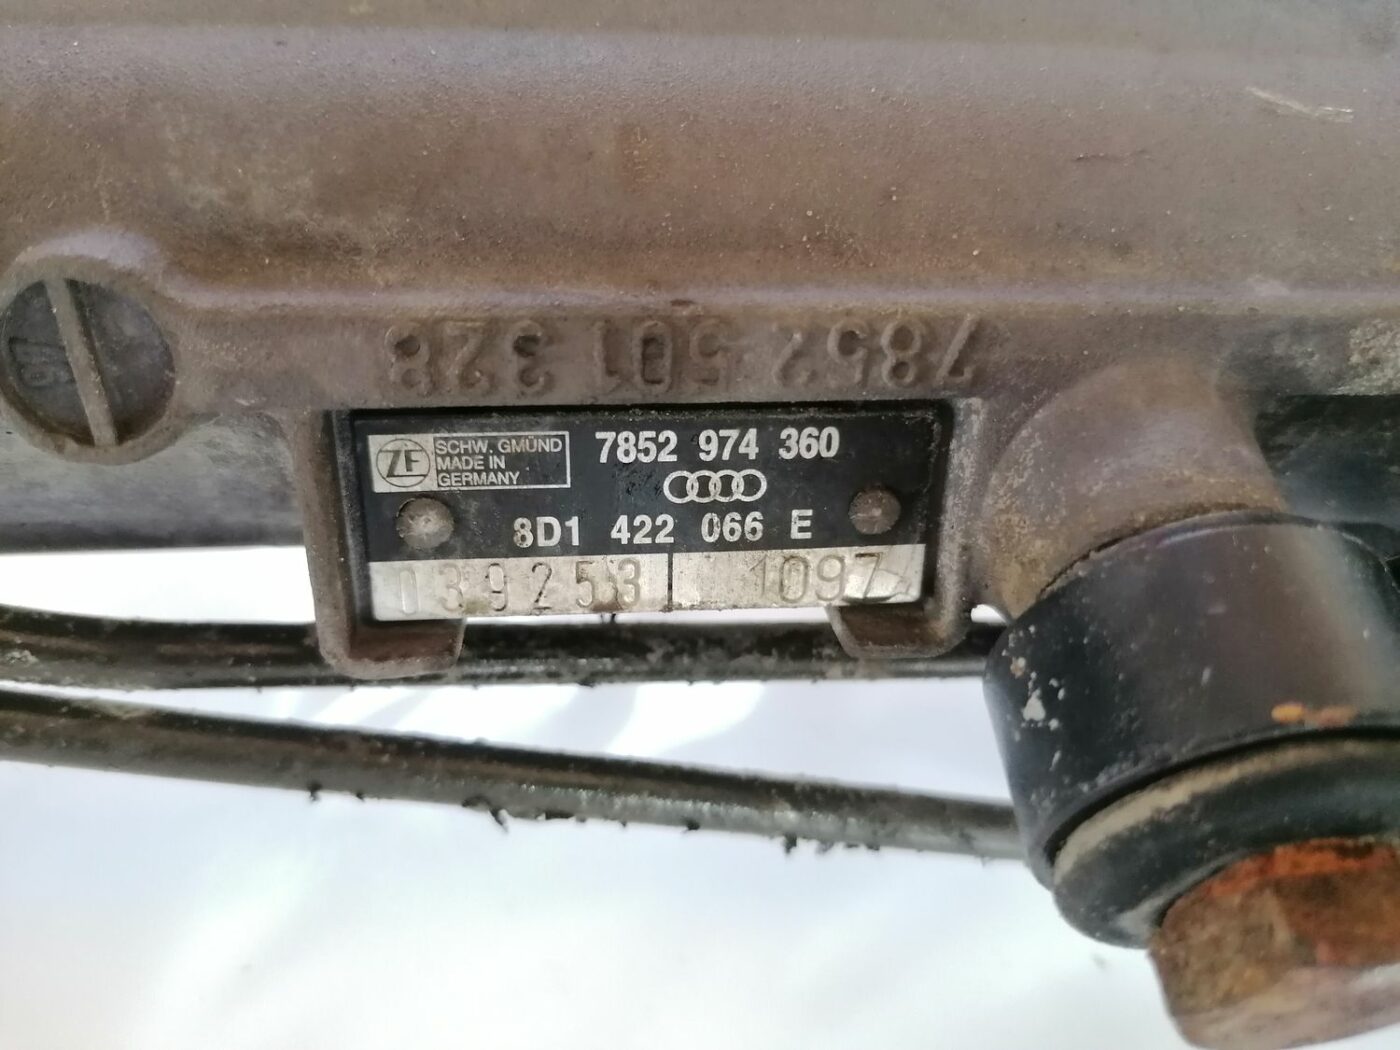 7852 501 328
ZF
SCHW. GMÜND
MADE IN
GERMANY
7852 974 360
8D1 422 066 E
039253 1097